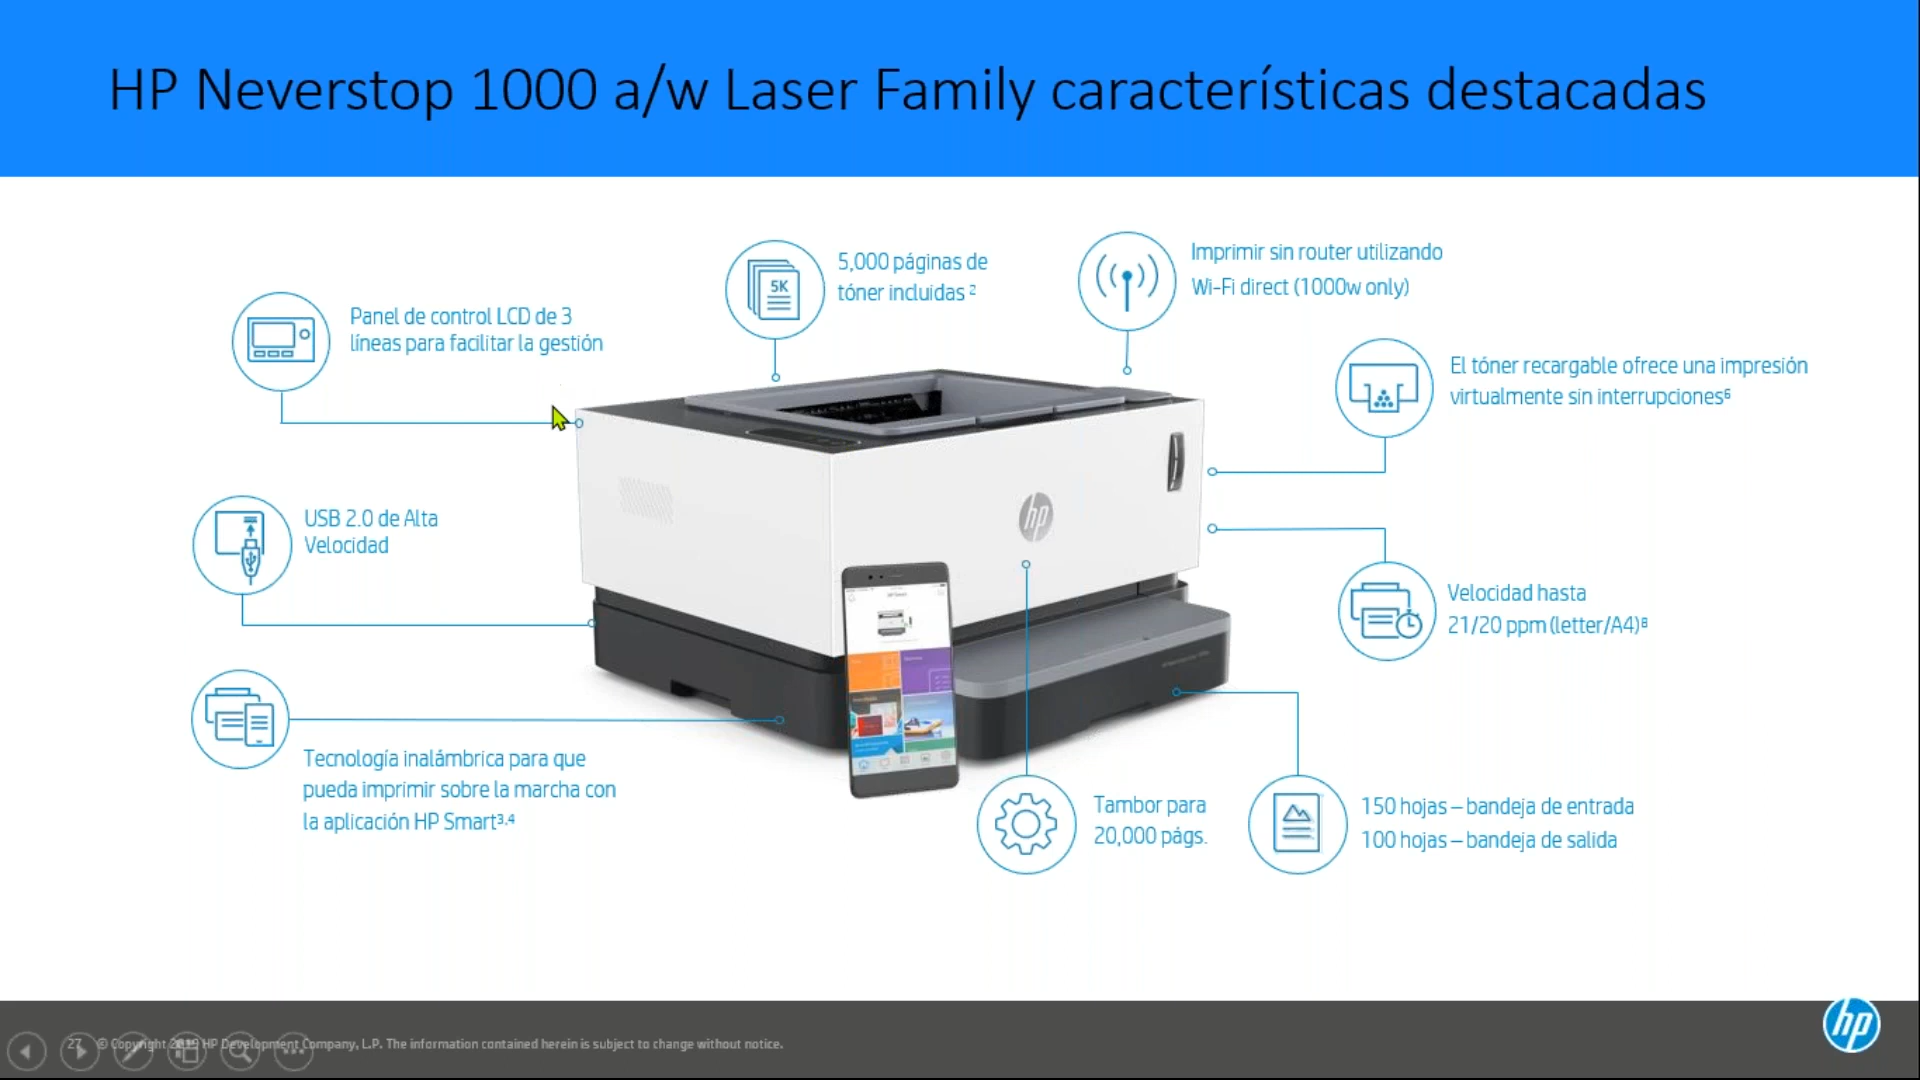 HP Neverstop 1000 a/w Laser Family características destacadas
5,000 páginas de
tóner incluidas ²
5K
Imprimir sin router utilizando
Wi-Fi direct (1000w only)
Panel de control LCD de 3
líneas para facilitar la gestión
El tóner recargable ofrece una impresión
virtualmente sin interrupciones⁶
USB 2.0 de Alta
Velocidad
hp
Velocidad hasta
21/20 ppm (letter/A4)⁸
Tecnología inalámbrica para que
pueda imprimir sobre la marcha con
la aplicación HP Smart³˒⁴
Tambor para
20,000 págs.
150 hojas – bandeja de entrada
100 hojas – bandeja de salida
27 © Copyright 2019 HP Development Company, L.P. The information contained herein is subject to change without notice.
hp